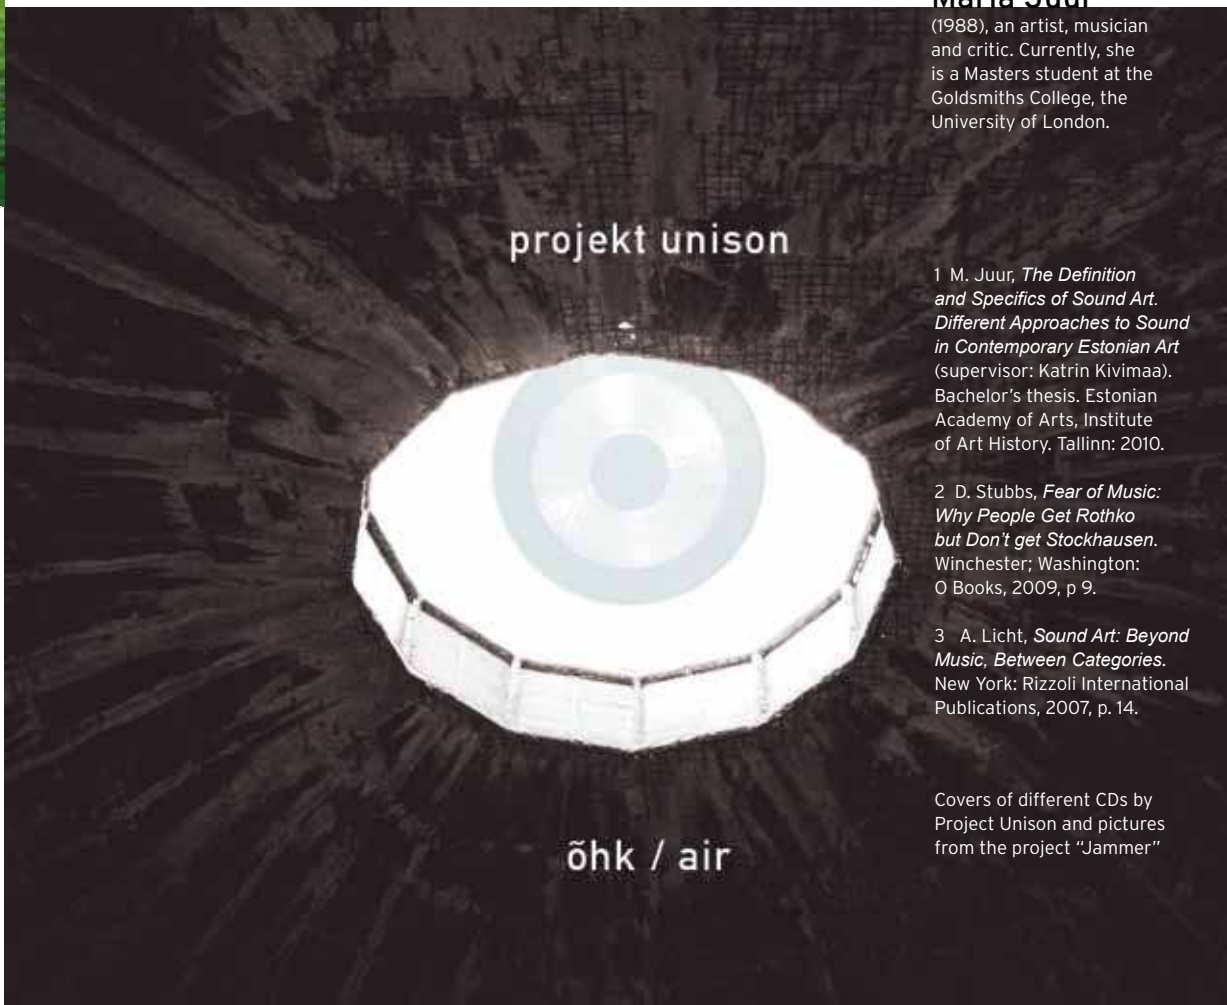 Maria Juur
(1988), an artist, musician
and critic. Currently, she
is a Masters student at the
Goldsmiths College, the
University of London.
projekt unison
1 M. Juur, The Definition
and Specifics of Sound Art.
Different Approaches to Sound
in Contemporary Estonian Art
(supervisor: Katrin Kivimaa).
Bachelor’s thesis. Estonian
Academy of Arts, Institute
of Art History. Tallinn: 2010.
2 D. Stubbs, Fear of Music:
Why People Get Rothko
but Don’t get Stockhausen.
Winchester; Washington:
O Books, 2009, p 9.
3 A. Licht, Sound Art: Beyond
Music, Between Categories.
New York: Rizzoli International
Publications, 2007, p. 14.
Covers of different CDs by
Project Unison and pictures
from the project “Jammer”
õhk / air